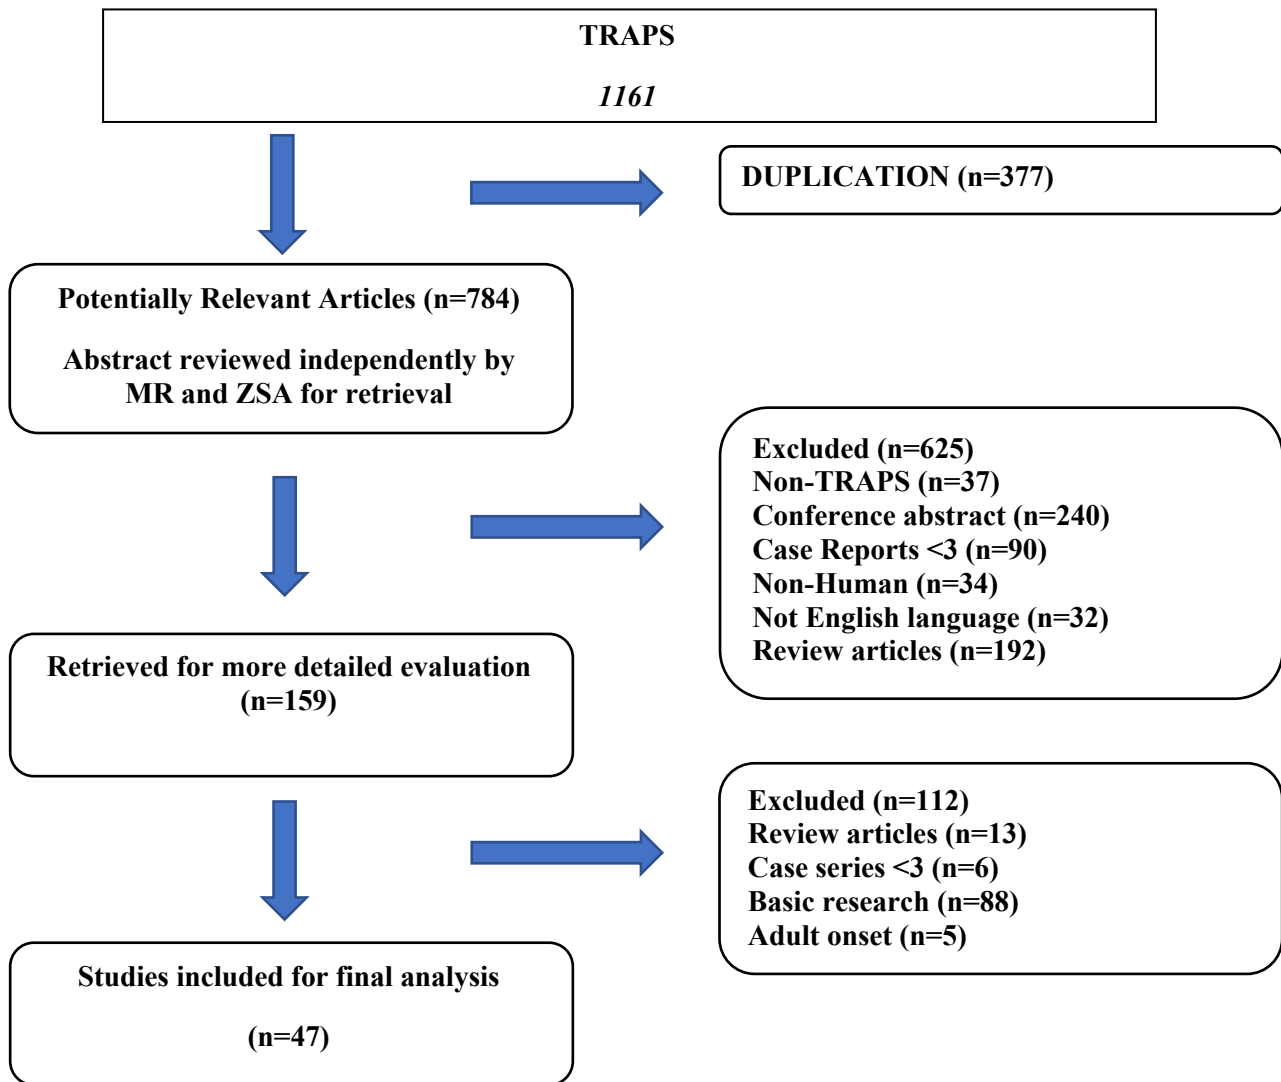 TRAPS
1161
DUPLICATION (n=377)
Potentially Relevant Articles (n=784)
Abstract reviewed independently by
MR and ZSA for retrieval
Excluded (n=625)
Non-TRAPS (n=37)
Conference abstract (n=240)
Case Reports <3 (n=90)
Non-Human (n=34)
Not English language (n=32)
Review articles (n=192)
Retrieved for more detailed evaluation
(n=159)
Excluded (n=112)
Review articles (n=13)
Case series <3 (n=6)
Basic research (n=88)
Adult onset (n=5)
Studies included for final analysis
(n=47)